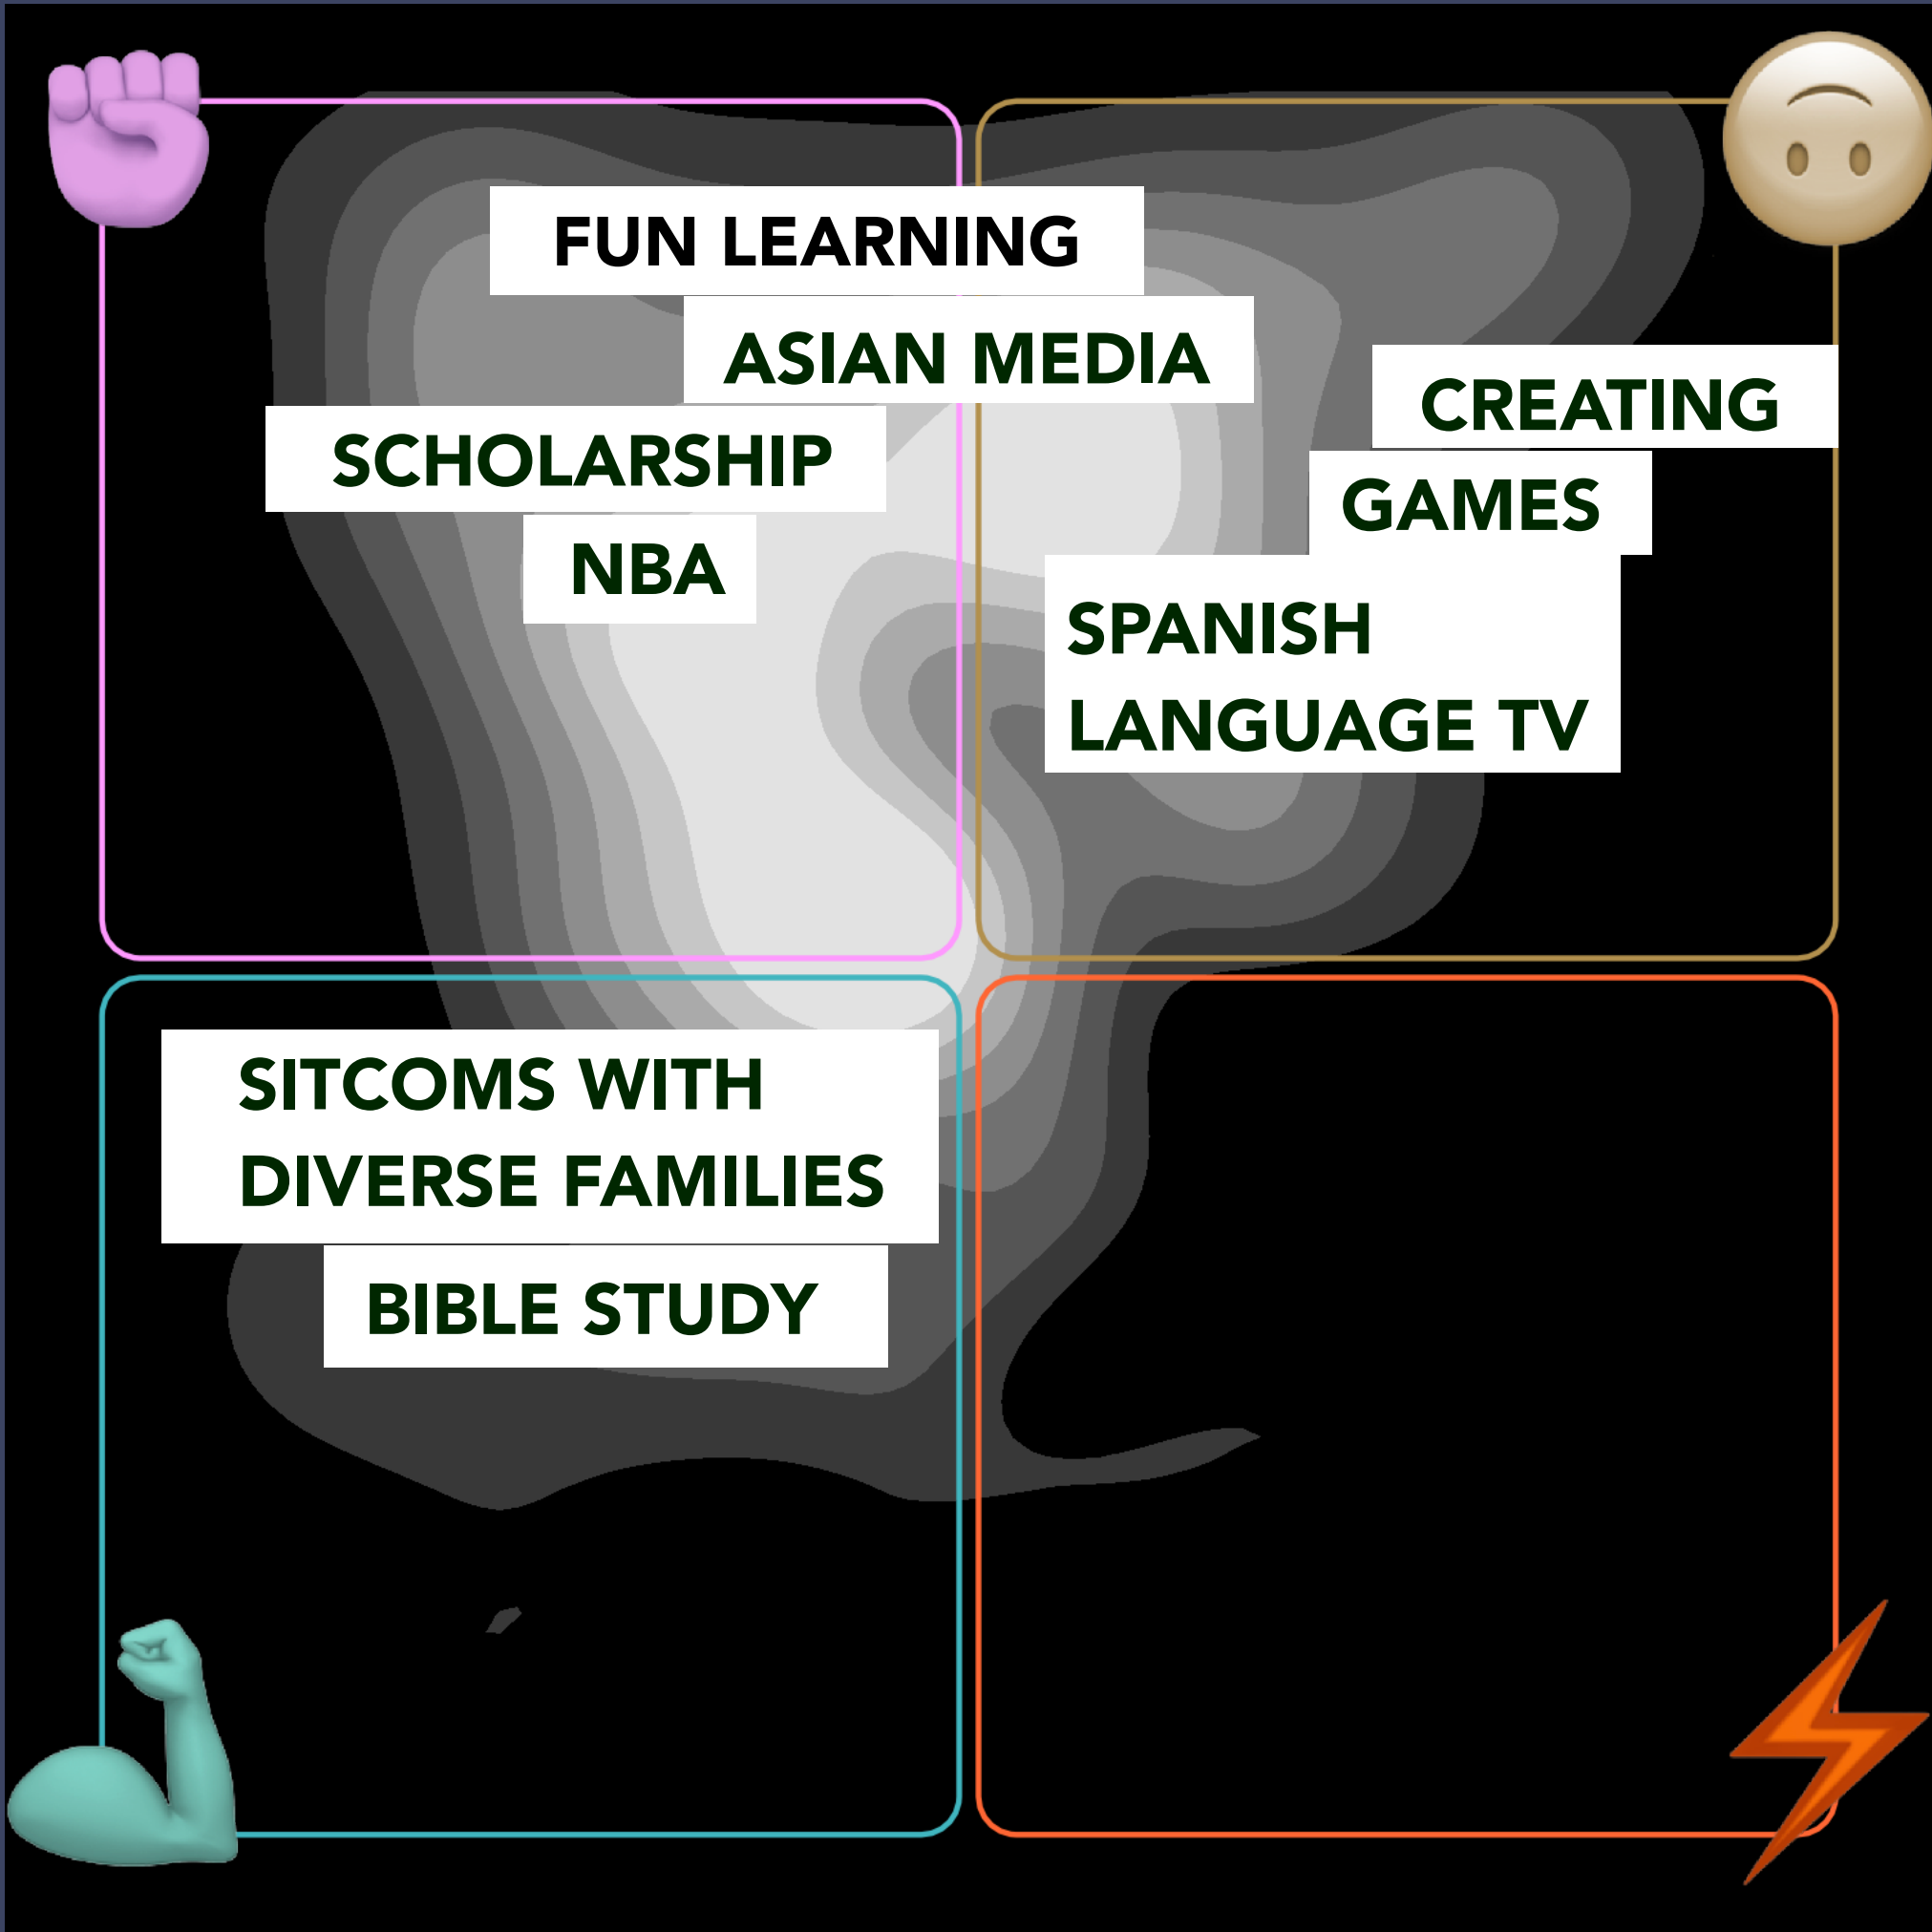 FUN LEARNING
ASIAN MEDIA
CREATING
SCHOLARSHIP
GAMES
NBA
SPANISH
LANGUAGE TV
SITCOMS WITH
DIVERSE FAMILIES
BIBLE STUDY